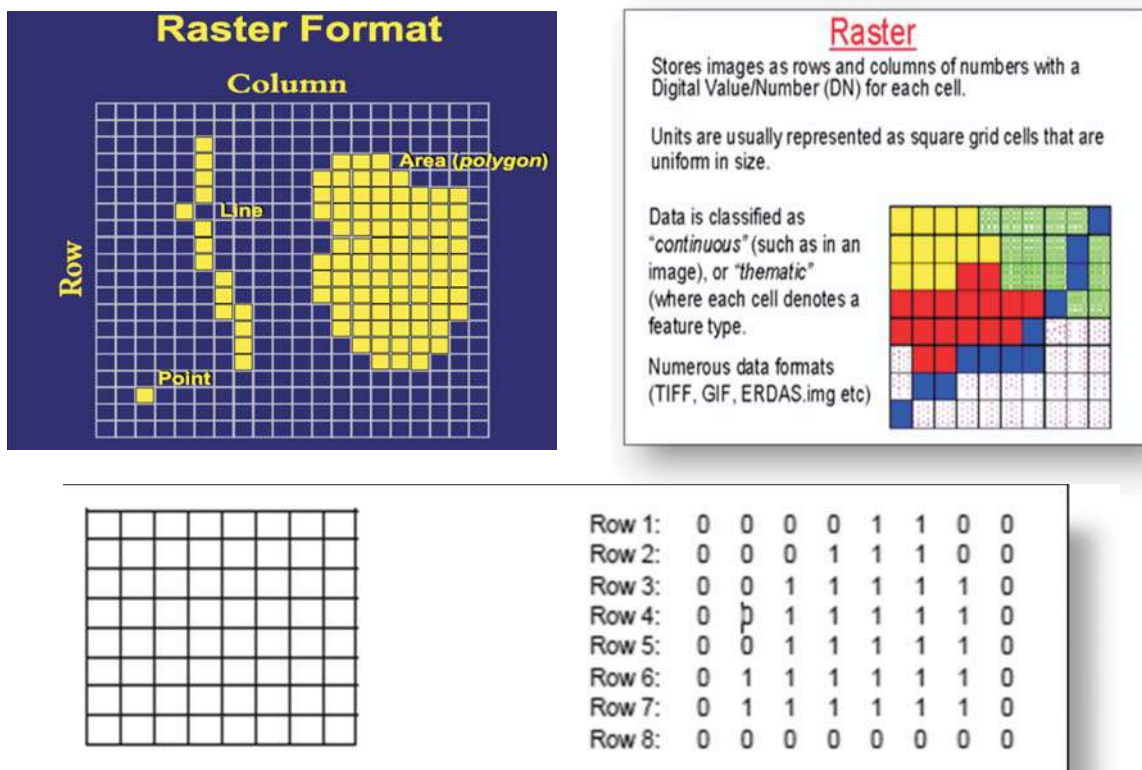 Raster Format
Column
Area (polygon)
Line
Row
Point
Raster
Stores images as rows and columns of numbers with a
Digital Value/Number (DN) for each cell.
Units are usually represented as square grid cells that are
uniform in size.
Data is classified as
"continuous" (such as in an
image), or "thematic"
(where each cell denotes a
feature type.
Numerous data formats
(TIFF, GIF, ERDAS.img etc)
Row 1: 0 0 0 0 1 1 0 0
Row 2: 0 0 0 1 1 1 0 0
Row 3: 0 0 1 1 1 1 1 0
Row 4: 0 0 1 1 1 1 1 0
Row 5: 0 0 1 1 1 1 1 0
Row 6: 0 1 1 1 1 1 1 0
Row 7: 0 1 1 1 1 1 1 0
Row 8: 0 0 0 0 0 0 0 0